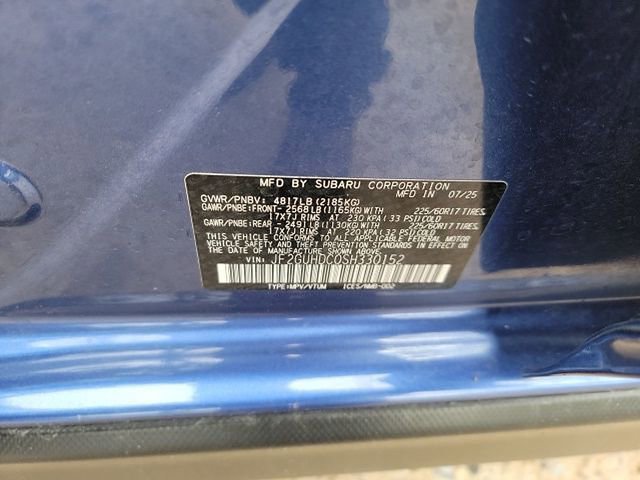 MFD BY SUBARU CORPORATION
MFD IN 07/25
GVWR/PNBV: 4817LB (2185KG)
GAWR/PNBE:FRONT- 2568LB(1165KG)WITH 225/60R17 TIRES,
17X7J RIMS AT 230 KPA( 33 PSI)COLD
GAWR/PNBE:REAR -2491LB(1130KG)WITH 225/60R17 TIRES,
17X7J RIMS, AT 220 KPA( 32 PSI)COLD
THIS VEHICLE CONFORMS TO ALL APPLICABLE FEDERAL MOTOR
VEHICLE SAFETY, BUMPER, AND THEFT PREVENTION STANDARDS
IN EFFECT ON THE DATE OF MANUFACTURE SHOWN ABOVE.
VIN: JF2GUHDC0SH330152
TYPE:MPV/VTUM ICES/NMB-002